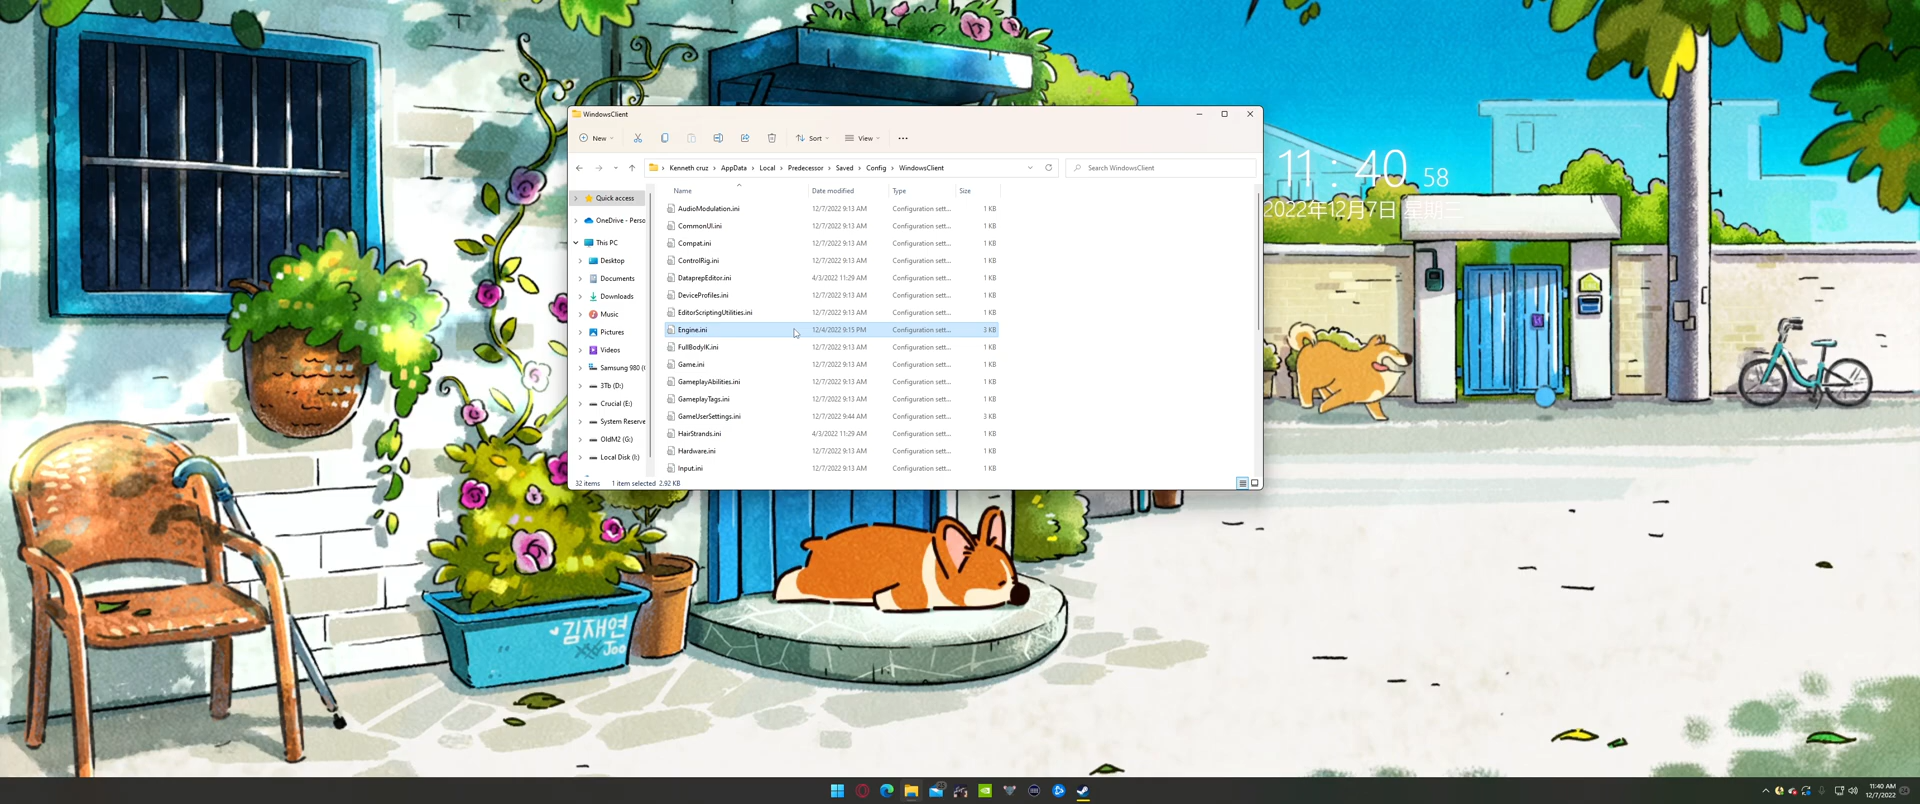 WindowsClient
New
Sort
View
Kenneth cruz > AppData > Local > Predecessor > Saved > Config > WindowsClient
Search WindowsClient
Name Date modified Type Size
Quick access
OneDrive - Perso
This PC
Desktop
Documents
Downloads
Music
Pictures
Videos
Samsung 980 (
3Tb (D:)
Crucial (E:)
System Reserve
OldM2 (G:)
Local Disk (I:)
AudioModulation.ini 12/7/2022 9:13 AM Configuration sett... 1 KB
CommonUI.ini 12/7/2022 9:13 AM Configuration sett... 1 KB
Compat.ini 12/7/2022 9:13 AM Configuration sett... 1 KB
ControlRig.ini 12/7/2022 9:13 AM Configuration sett... 1 KB
DataprepEditor.ini 4/3/2022 11:29 AM Configuration sett... 1 KB
DeviceProfiles.ini 12/7/2022 9:13 AM Configuration sett... 1 KB
EditorScriptingUtilities.ini 12/7/2022 9:13 AM Configuration sett... 1 KB
Engine.ini 12/4/2022 9:15 PM Configuration sett... 3 KB
FullBodyIK.ini 12/7/2022 9:13 AM Configuration sett... 1 KB
Game.ini 12/7/2022 9:13 AM Configuration sett... 1 KB
GameplayAbilities.ini 12/7/2022 9:13 AM Configuration sett... 1 KB
GameplayTags.ini 12/7/2022 9:13 AM Configuration sett... 1 KB
GameUserSettings.ini 12/7/2022 9:44 AM Configuration sett... 3 KB
HairStrands.ini 4/3/2022 11:29 AM Configuration sett... 1 KB
Hardware.ini 12/7/2022 9:13 AM Configuration sett... 1 KB
Input.ini 12/7/2022 9:13 AM Configuration sett... 1 KB
32 items 1 item selected 2.92 KB
11 : 40 58
2022年12月7日 星期三
김재연
Joo
11:40 AM
12/7/2022